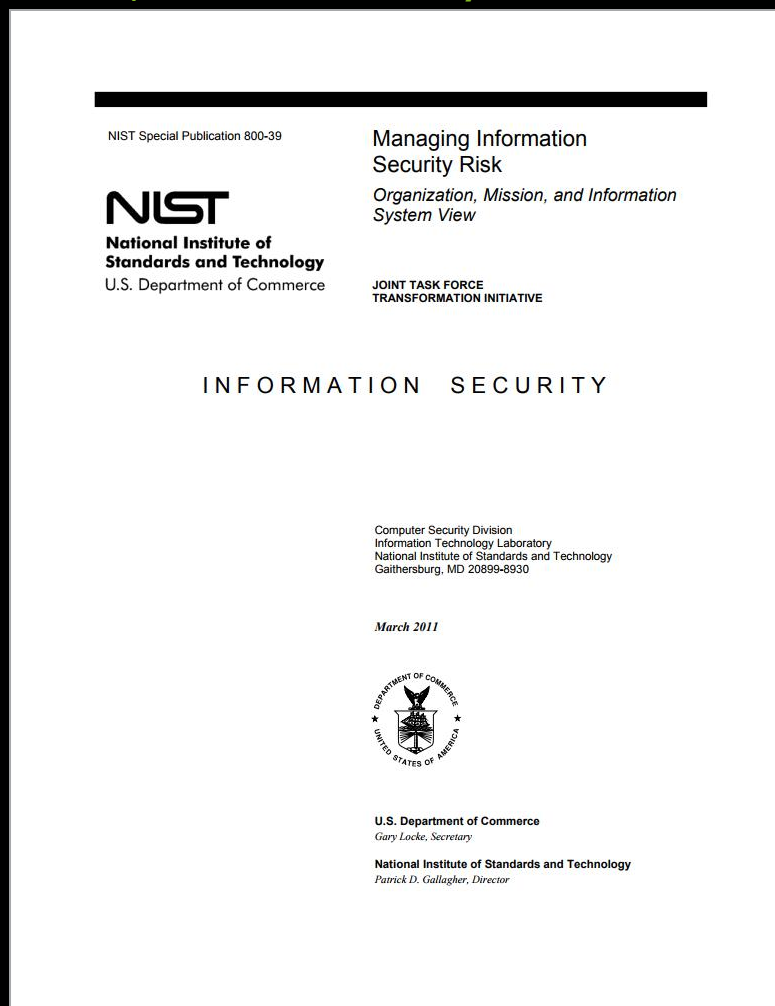 NIST Special Publication 800-39
Managing Information
Security Risk
Organization, Mission, and Information
System View
NIST
National Institute of
Standards and Technology
U.S. Department of Commerce
JOINT TASK FORCE
TRANSFORMATION INITIATIVE
INFORMATION SECURITY
Computer Security Division
Information Technology Laboratory
National Institute of Standards and Technology
Gaithersburg, MD 20899-8930
March 2011
DEPARTMENT OF COMMERCE
UNITED STATES OF AMERICA
U.S. Department of Commerce
Gary Locke, Secretary
National Institute of Standards and Technology
Patrick D. Gallagher, Director